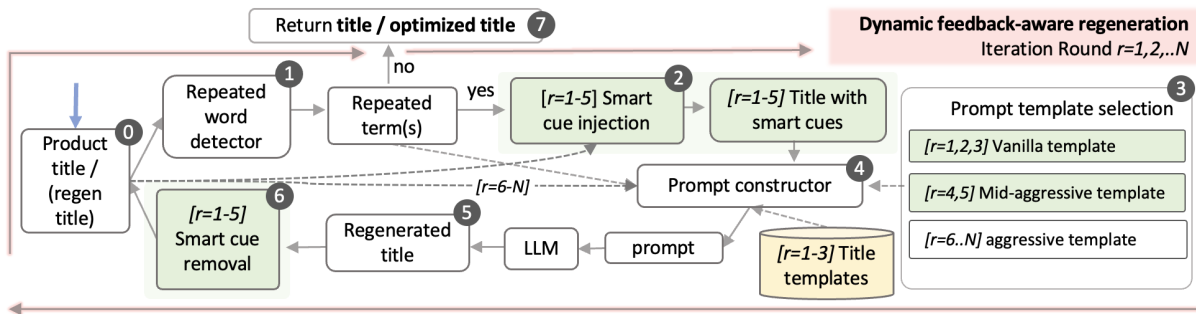 Return title / optimized title
7
Dynamic feedback-aware regeneration
Iteration Round r=1,2,..N
0
Product
title /
(regen
title)
1
Repeated
word
detector
no
Repeated
term(s)
yes
2
[r=1-5] Smart
cue injection
[r=1-5] Title with
smart cues
3
Prompt template selection
[r=1,2,3] Vanilla template
[r=4,5] Mid-aggressive template
[r=6..N] aggressive template
4
Prompt constructor
[r=6-N]
[r=1-3] Title
templates
prompt
LLM
5
Regenerated
title
6
[r=1-5]
Smart cue
removal